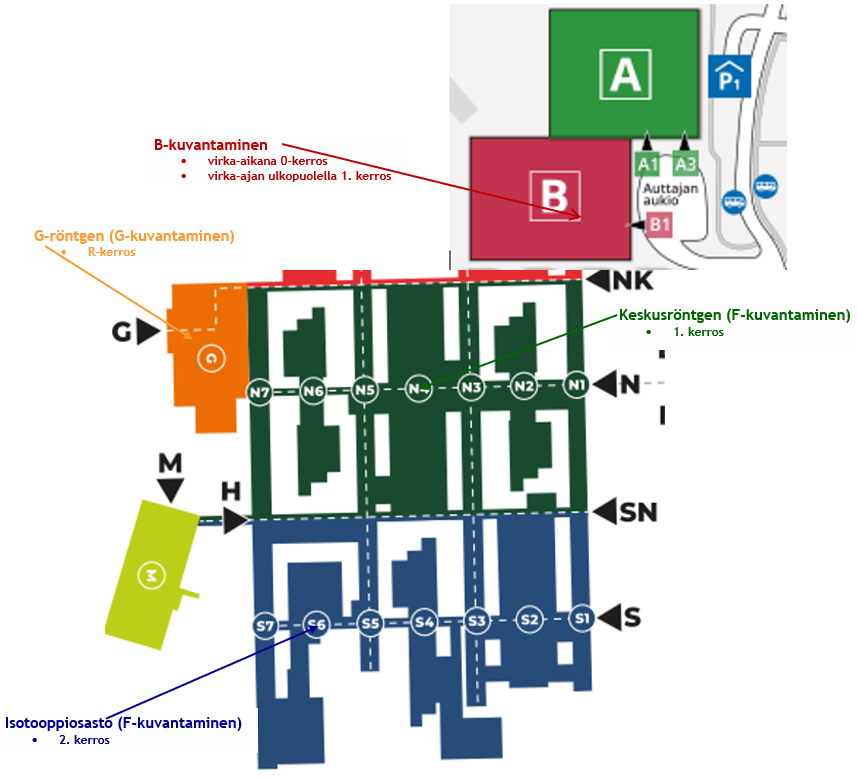 A
P1
B-kuvantaminen
• virka-aikana 0-kerros
• virka-ajan ulkopuolella 1. kerros
A1
A3
B
Auttajan
aukio
B1
G-röntgen (G-kuvantaminen)
• R-kerros
NK
G
Keskusröntgen (F-kuvantaminen)
• 1. kerros
G
N7
N6
N5
N4
N3
N2
N1
N
M
H
SN
M
S7
S6
S5
S4
S3
S2
S1
S
Isotooppiosasto (F-kuvantaminen)
• 2. kerros